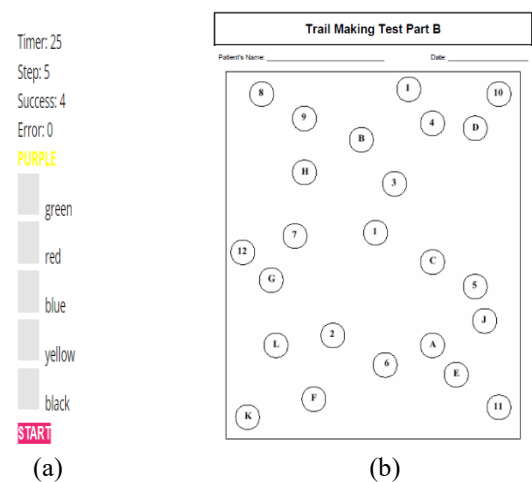 Timer: 25
Step: 5
Success: 4
Error: 0
PURPLE
green
red
blue
yellow
black
START
(a)
Trail Making Test Part B
Patient's Name: Date:
8 I 10
9 4 D
B
H 3
7 1
12 C
G 5
J
2
L A
6 E
F 11
K
(b)